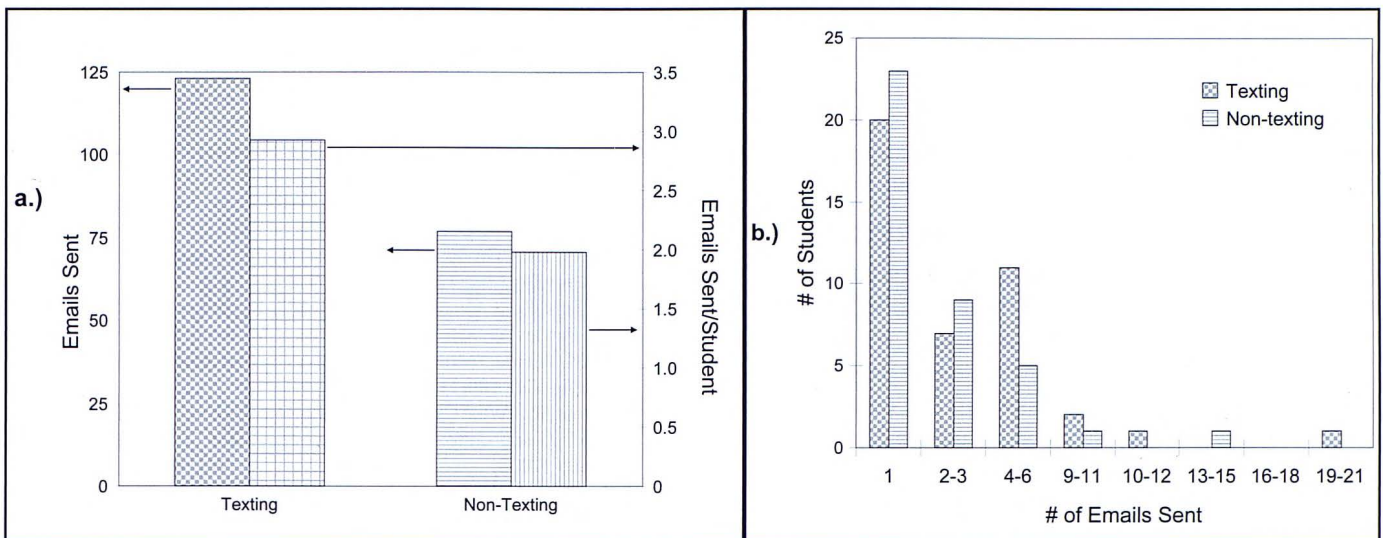 a.)
Emails Sent
125
100
75
50
25
0
3.5
3.0
2.5
2.0
1.5
1.0
0.5
0
Emails Sent/Student
Texting
Non-Texting
b.)
# of Students
25
20
15
10
5
0
Texting
Non-texting
1
2-3
4-6
9-11
10-12
13-15
16-18
19-21
# of Emails Sent